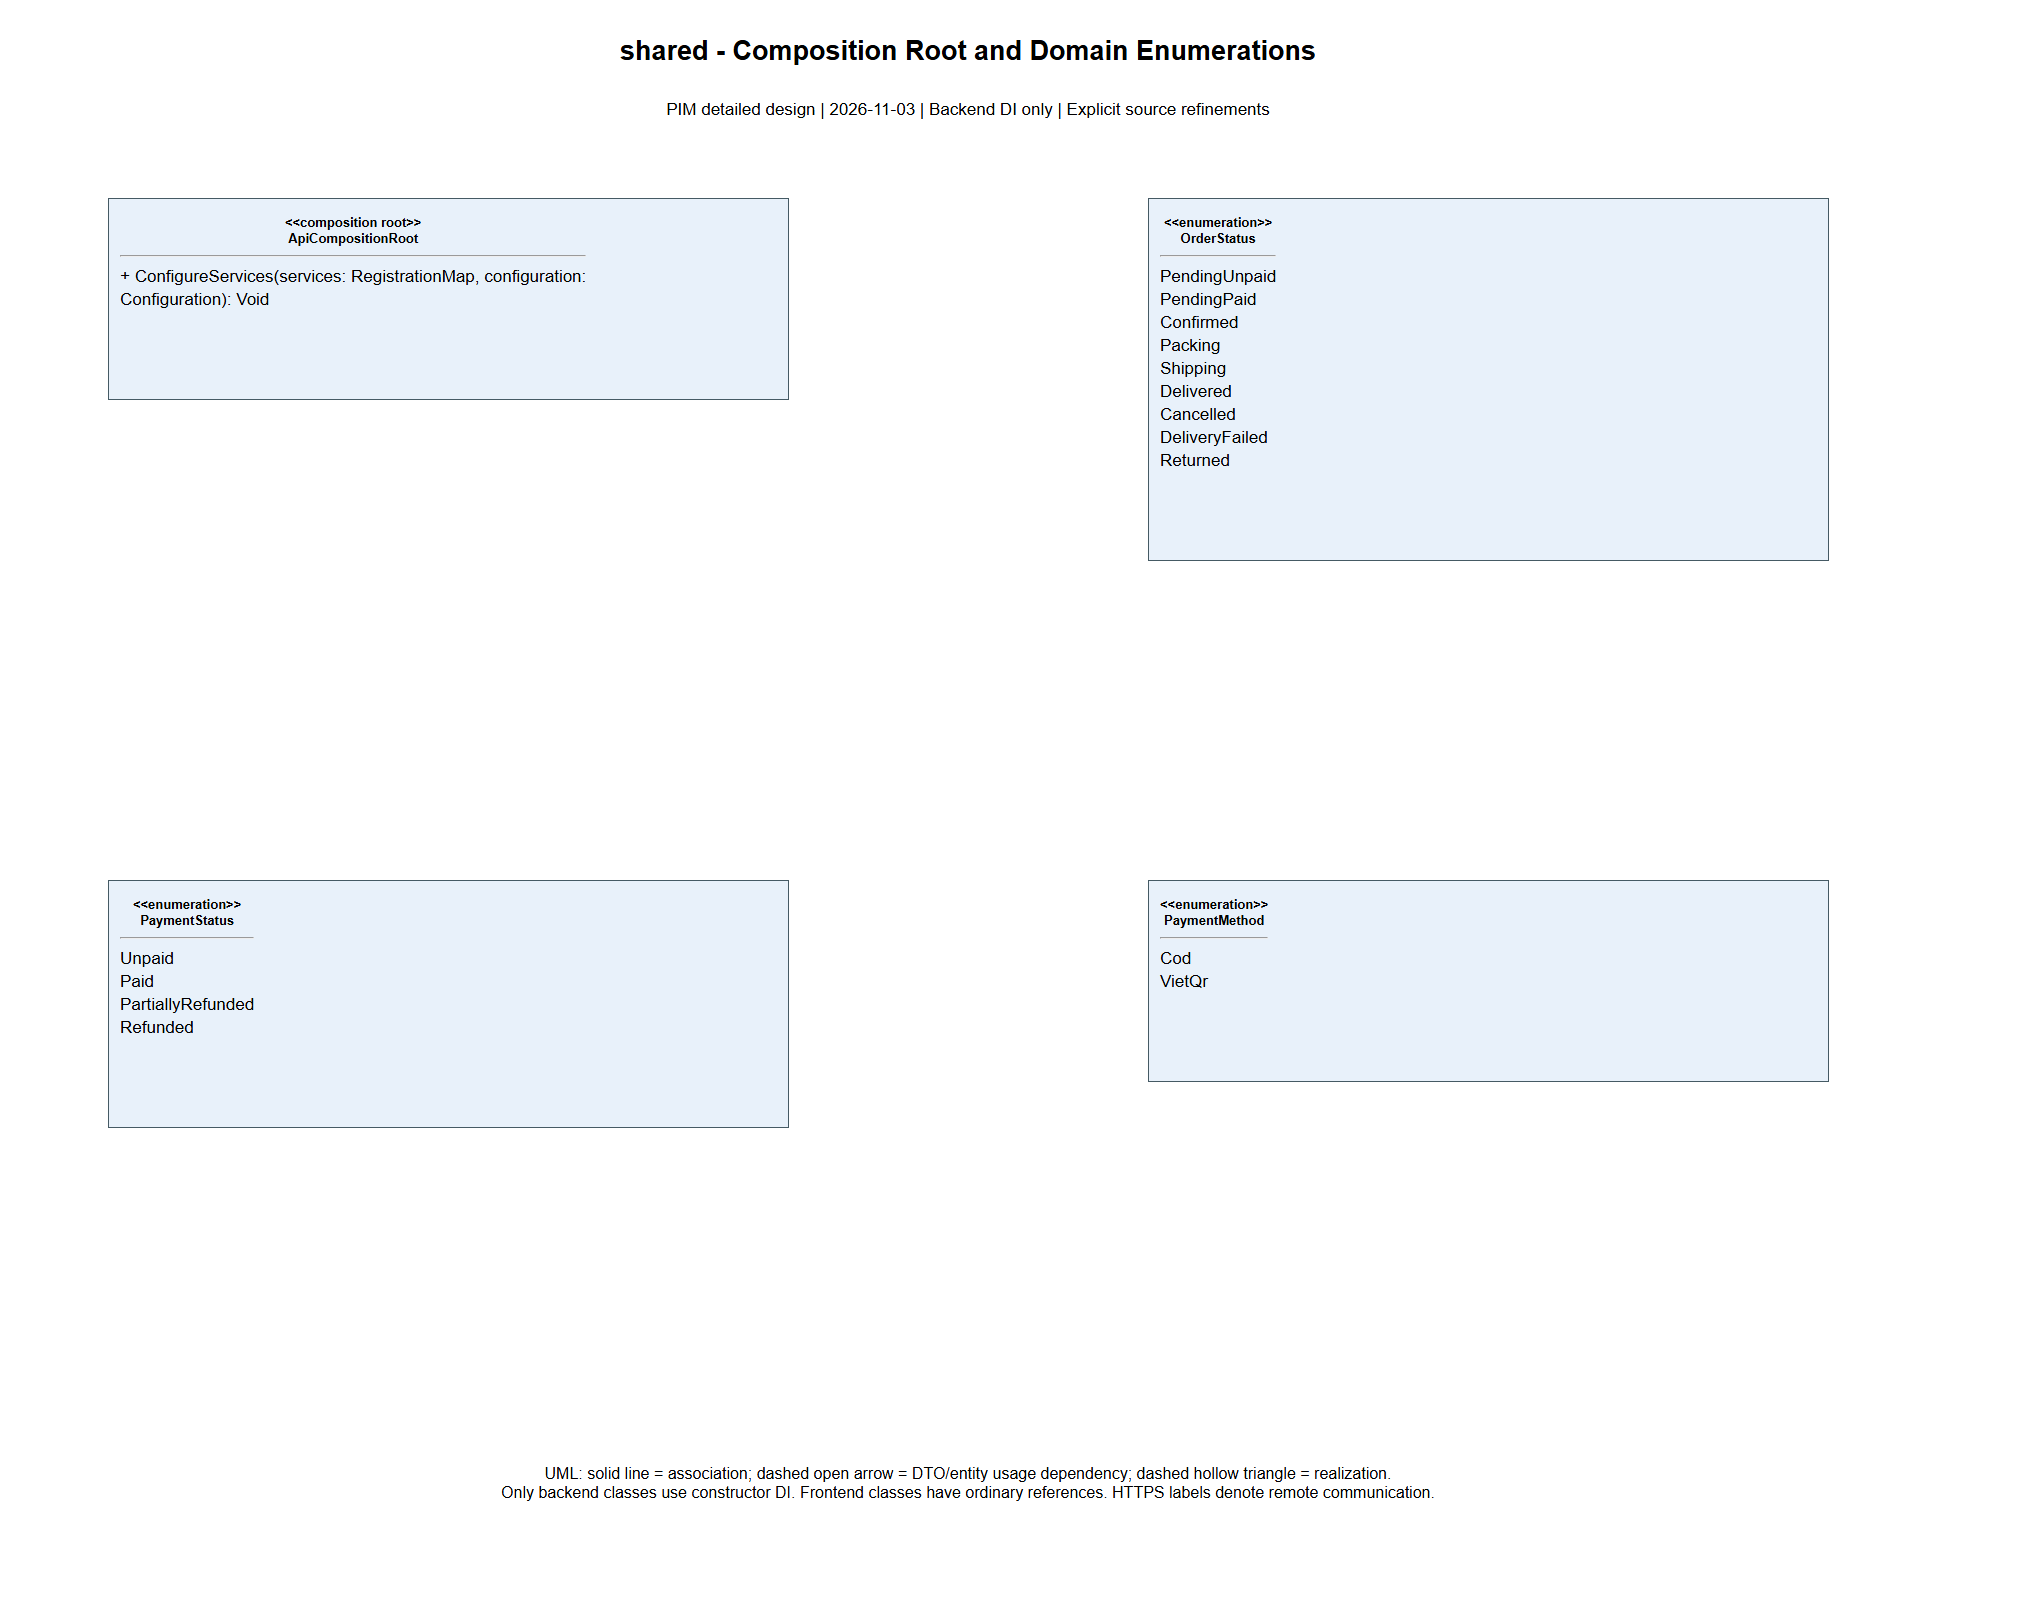 shared - Composition Root and Domain Enumerations
PIM detailed design | 2026-11-03 | Backend DI only | Explicit source refinements
<<composition root>>
ApiCompositionRoot
+ ConfigureServices(services: RegistrationMap, configuration:
Configuration): Void
<<enumeration>>
OrderStatus
PendingUnpaid
PendingPaid
Confirmed
Packing
Shipping
Delivered
Cancelled
DeliveryFailed
Returned
<<enumeration>>
PaymentStatus
Unpaid
Paid
PartiallyRefunded
Refunded
<<enumeration>>
PaymentMethod
Cod
VietQr
UML: solid line = association; dashed open arrow = DTO/entity usage dependency; dashed hollow triangle = realization.
Only backend classes use constructor DI. Frontend classes have ordinary references. HTTPS labels denote remote communication.